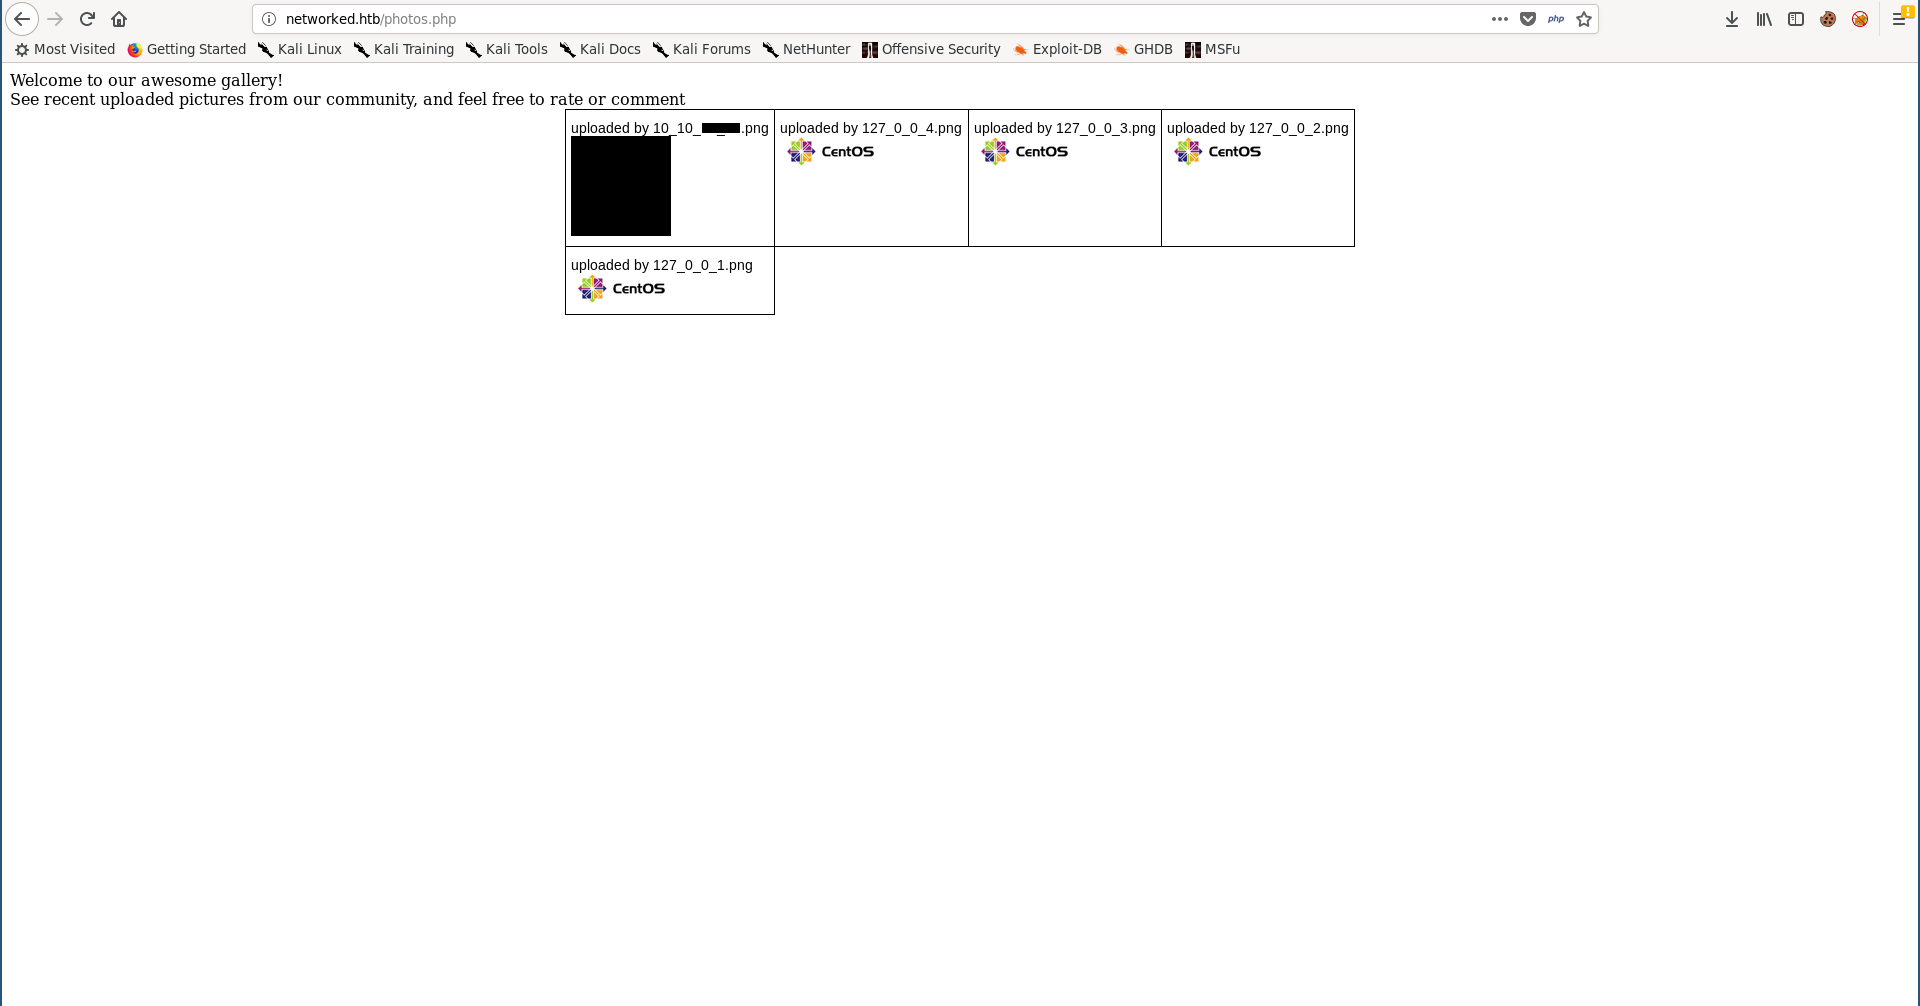 networked.htb/photos.php
php
Most Visited Getting Started Kali Linux Kali Training Kali Tools Kali Docs Kali Forums NetHunter Offensive Security Exploit-DB GHDB MSFu
Welcome to our awesome gallery!
See recent uploaded pictures from our community, and feel free to rate or comment
uploaded by 10_10_ .png uploaded by 127_0_0_4.png uploaded by 127_0_0_3.png uploaded by 127_0_0_2.png
CentOS CentOS CentOS
uploaded by 127_0_0_1.png
CentOS